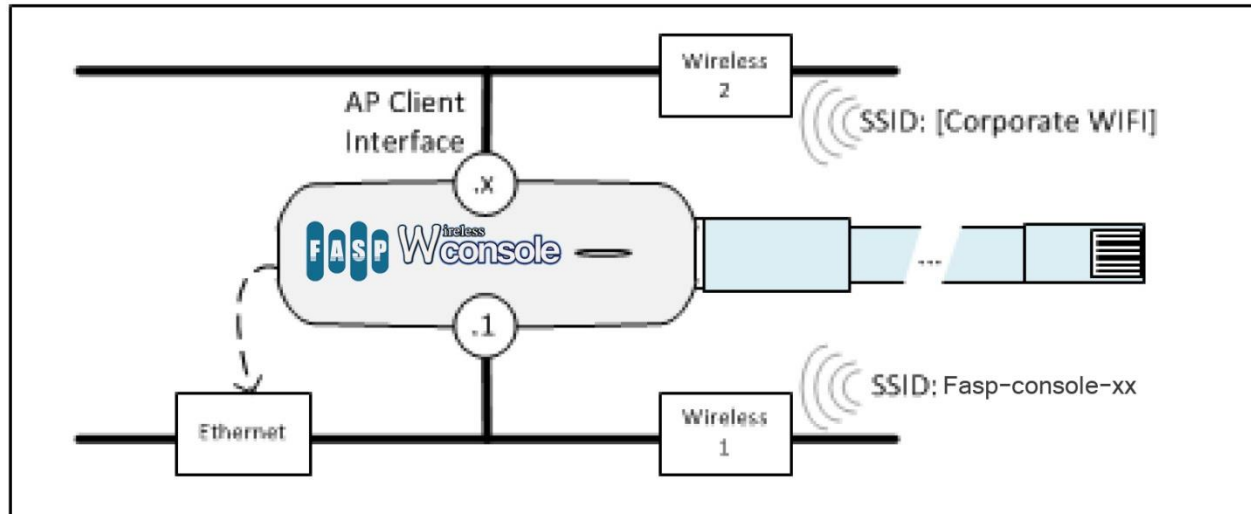 Wireless
2
AP Client
Interface
SSID: [Corporate WIFI]
.x
FASP Wireless console
...
.1
SSID: Fasp-console-xx
Ethernet
Wireless
1